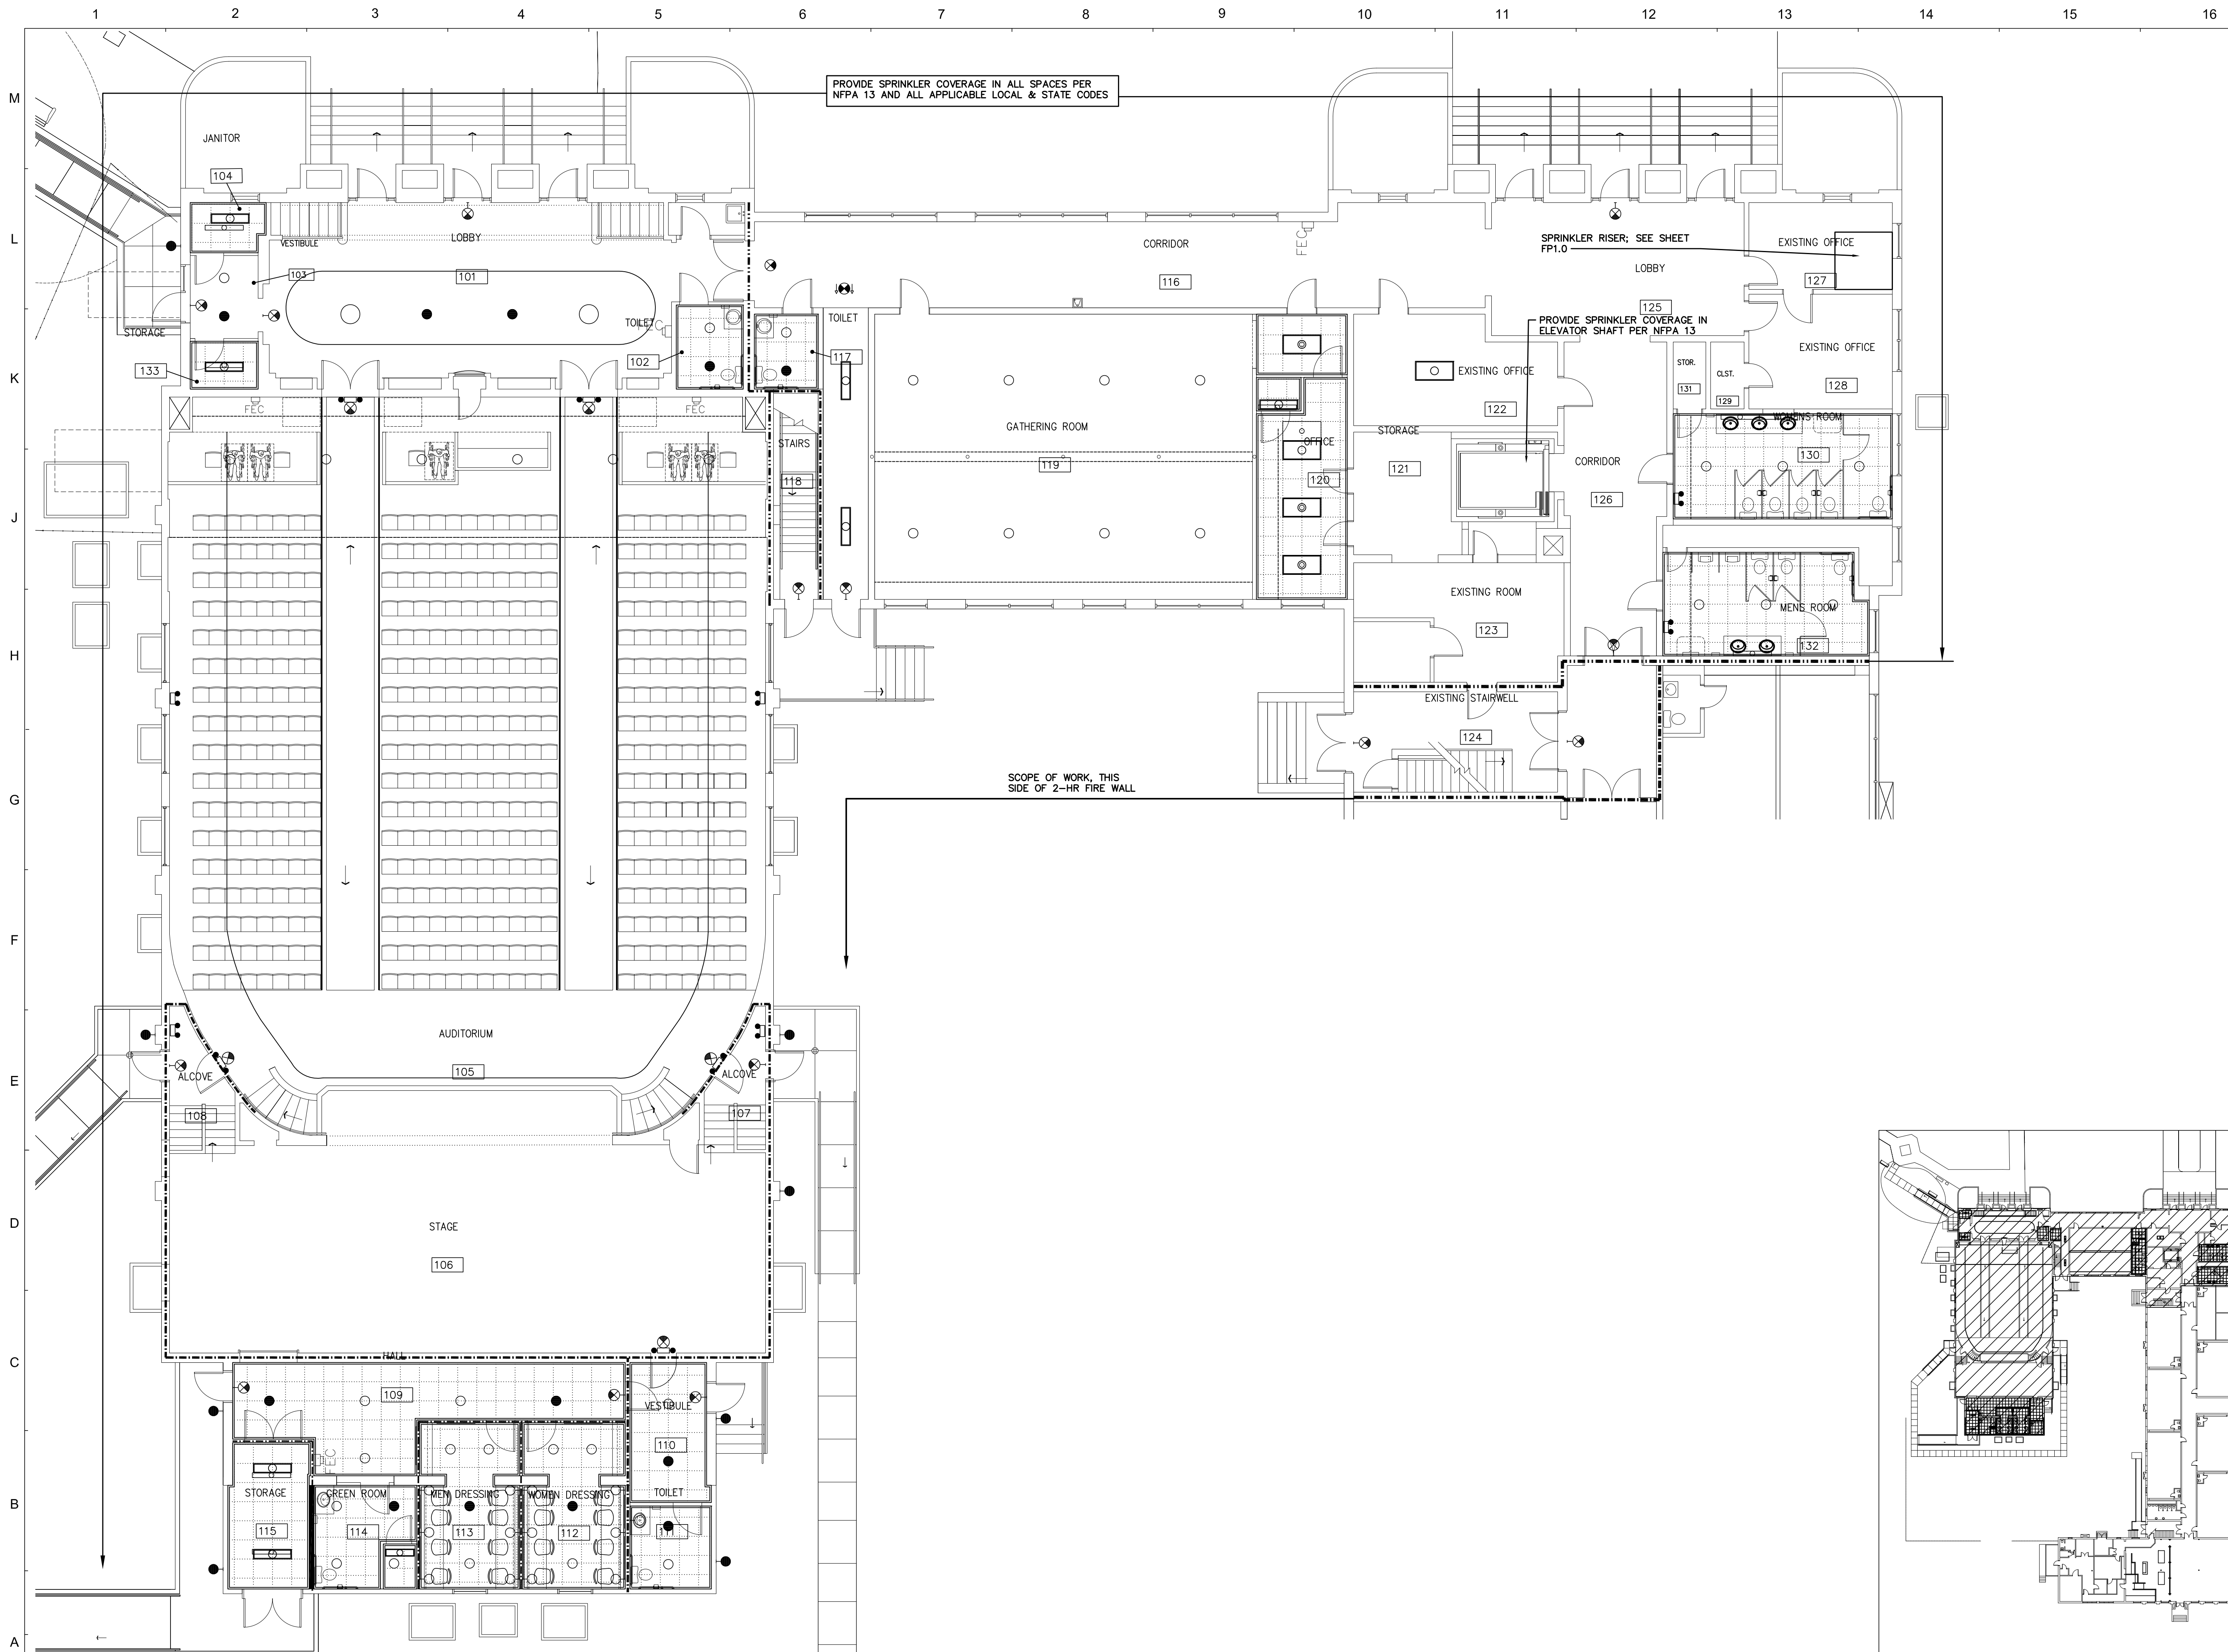 1 2 3 4 5 6 7 8 9 10 11 12 13 14 15 16
M
PROVIDE SPRINKLER COVERAGE IN ALL SPACES PER
NFPA 13 AND ALL APPLICABLE LOCAL & STATE CODES
JANITOR
104
L
VESTIBULE
LOBBY
CORRIDOR
FEC
SPRINKLER RISER; SEE SHEET
FP1.0
EXISTING OFFICE
LOBBY
103
101
116
127
125
STORAGE
TOILET
FEC
TOILET
PROVIDE SPRINKLER COVERAGE IN
ELEVATOR SHAFT PER NFPA 13
EXISTING OFFICE
102
117
133
K
EXISTING OFFICE
STOR.
CLST.
131
129
128
FEC
FEC
122
WOMENS ROOM
GATHERING ROOM
STAIRS
OFFICE
STORAGE
CORRIDOR
130
119
121
118
120
126
J
EXISTING ROOM
MENS ROOM
123
132
H
EXISTING STAIRWELL
124
SCOPE OF WORK, THIS
SIDE OF 2-HR FIRE WALL
G
F
AUDITORIUM
105
E
ALCOVE
ALCOVE
108
107
D
STAGE
106
C
HALL
109
VESTIBULE
110
FEC
B
STORAGE
GREEN ROOM
MEN DRESSING
WOMEN DRESSING
TOILET
115
114
113
112
111
A